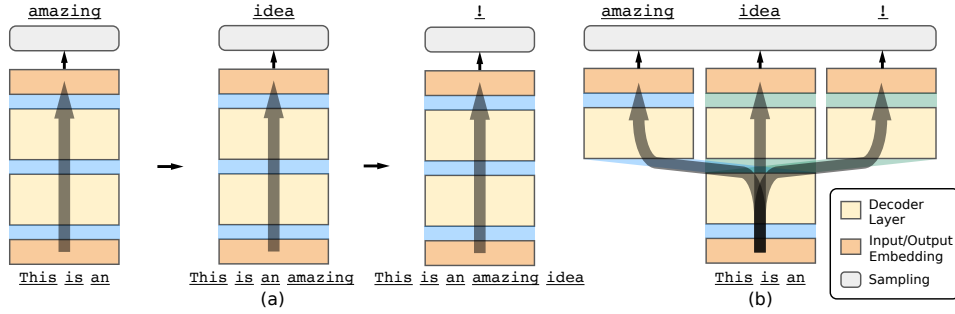 amazing idea !
This is an
This is an amazing
This is an amazing idea
(a)
amazing idea !
This is an
(b)
Decoder
Layer
Input/Output
Embedding
Sampling